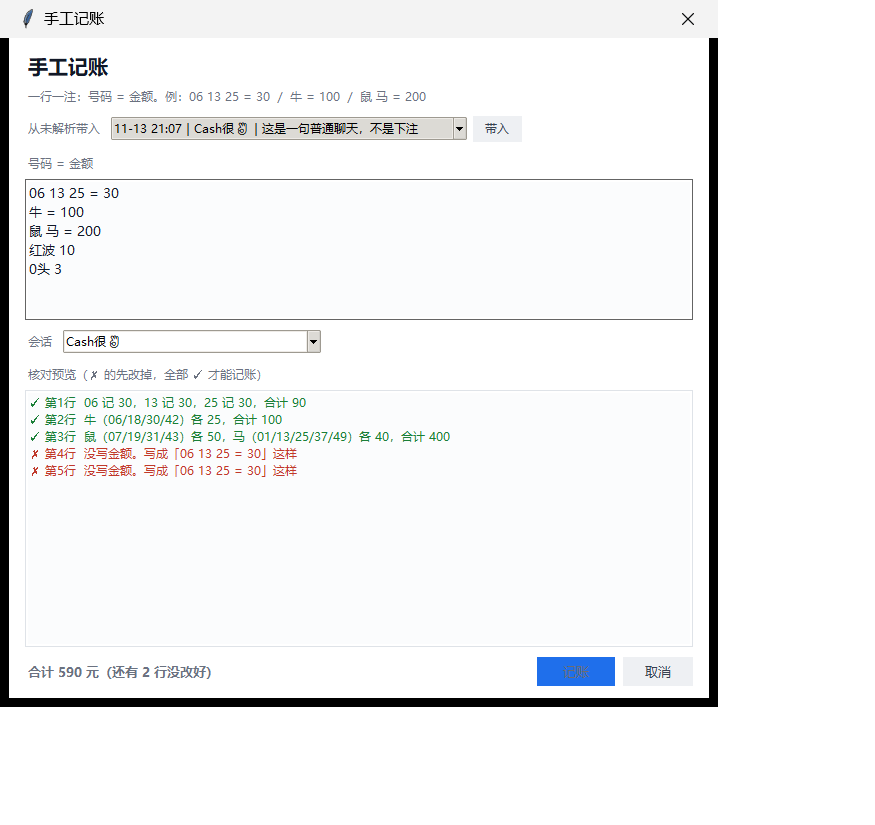 手工记账
手工记账
一行一注：号码 = 金额。例：06 13 25 = 30 / 牛 = 100 / 鼠 马 = 200
从未解析带入 11-13 21:07 | Cash很✌ | 这是一句普通聊天，不是下注 带入
号码 = 金额
06 13 25 = 30
牛 = 100
鼠 马 = 200
红波 10
0头 3
会话 Cash很✌
核对预览（✗ 的先改掉，全部 ✓ 才能记账）
✓ 第1行 06 记 30，13 记 30，25 记 30，合计 90
✓ 第2行 牛（06/18/30/42）各 25，合计 100
✓ 第3行 鼠（07/19/31/43）各 50，马（01/13/25/37/49）各 40，合计 400
✗ 第4行 没写金额。写成「06 13 25 = 30」这样
✗ 第5行 没写金额。写成「06 13 25 = 30」这样
合计 590 元（还有 2 行没改好） 记账 取消